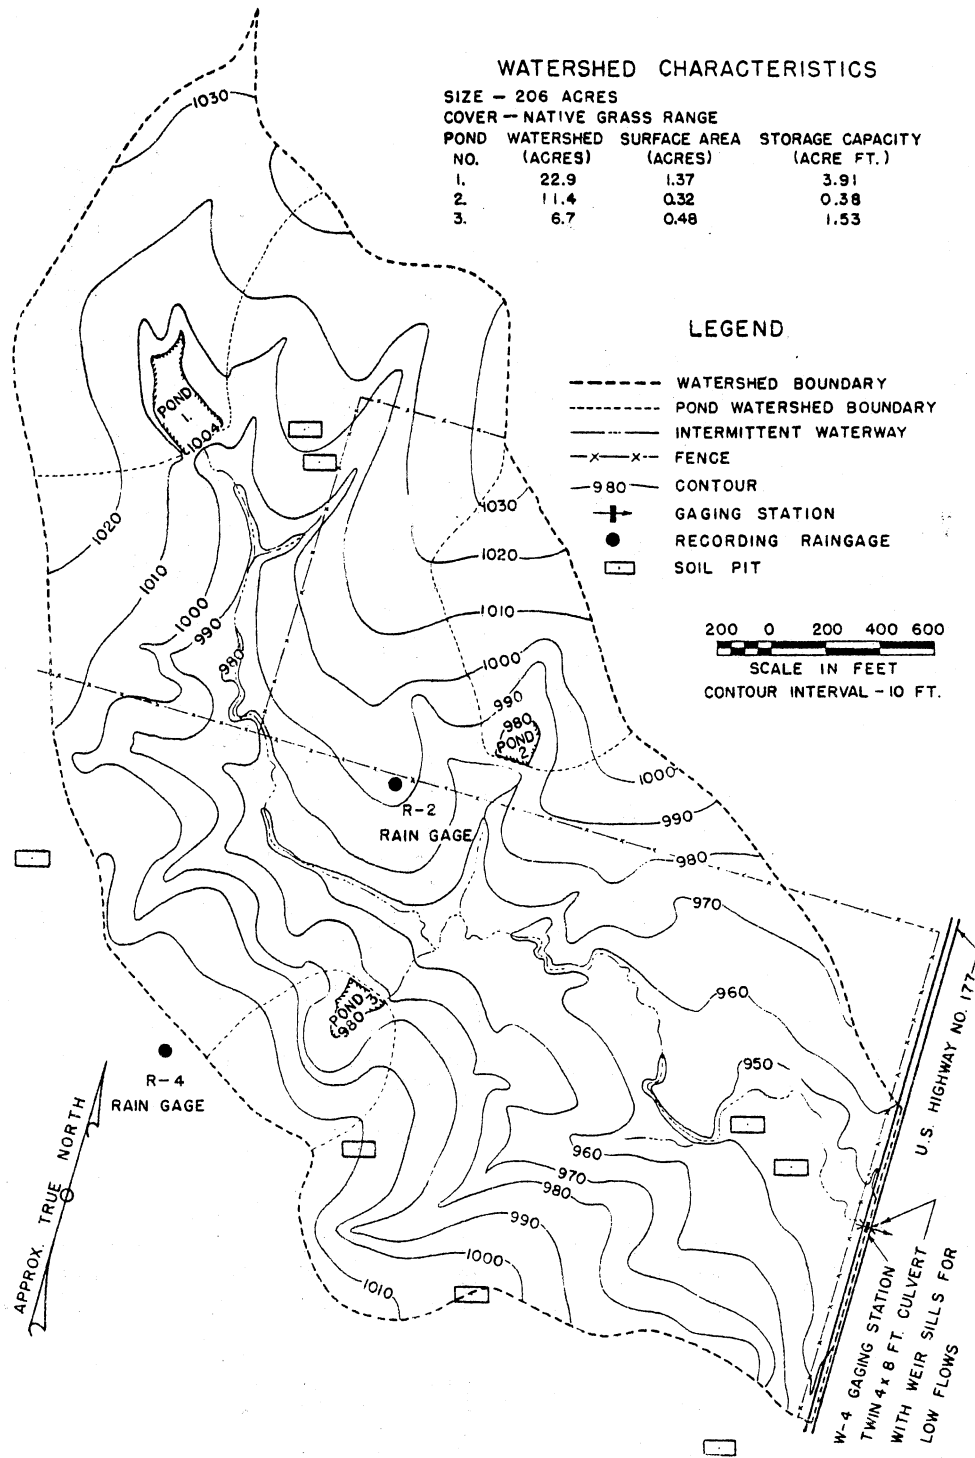 WATERSHED CHARACTERISTICS
SIZE — 206 ACRES
COVER — NATIVE GRASS RANGE
POND WATERSHED SURFACE AREA STORAGE CAPACITY
NO. (ACRES) (ACRES) (ACRE FT.)
1. 22.9 1.37 3.91
2. 11.4 0.32 0.38
3. 6.7 0.48 1.53
LEGEND
WATERSHED BOUNDARY
POND WATERSHED BOUNDARY
INTERMITTENT WATERWAY
FENCE
980 CONTOUR
GAGING STATION
RECORDING RAINGAGE
SOIL PIT
200 0 200 400 600
SCALE IN FEET
CONTOUR INTERVAL - 10 FT.
1030
POND
1.
1004
1020
1010
1000
990
980
1030
1020
1010
1000
990
980
POND
2
1000
990
980
970
960
950
R-2
RAIN GAGE
POND 3
980
R-4
RAIN GAGE
960
970
980
990
1000
1010
APPROX. TRUE NORTH
U.S. HIGHWAY NO. 177
W-4 GAGING STATION
TWIN 4 x 8 FT. CULVERT
WITH WEIR SILLS FOR
LOW FLOWS